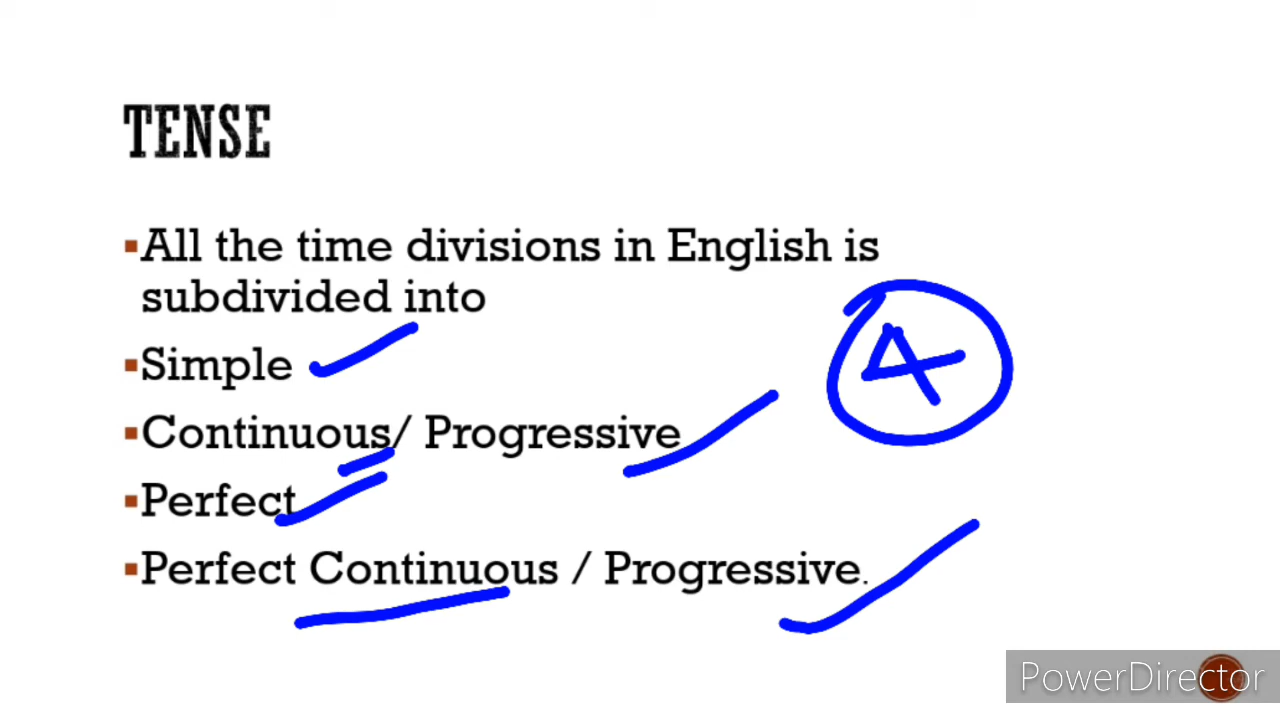 TENSE
▪All the time divisions in English is
subdivided into
▪Simple
▪Continuous/ Progressive
4
▪Perfect
▪Perfect Continuous / Progressive.
PowerDirector